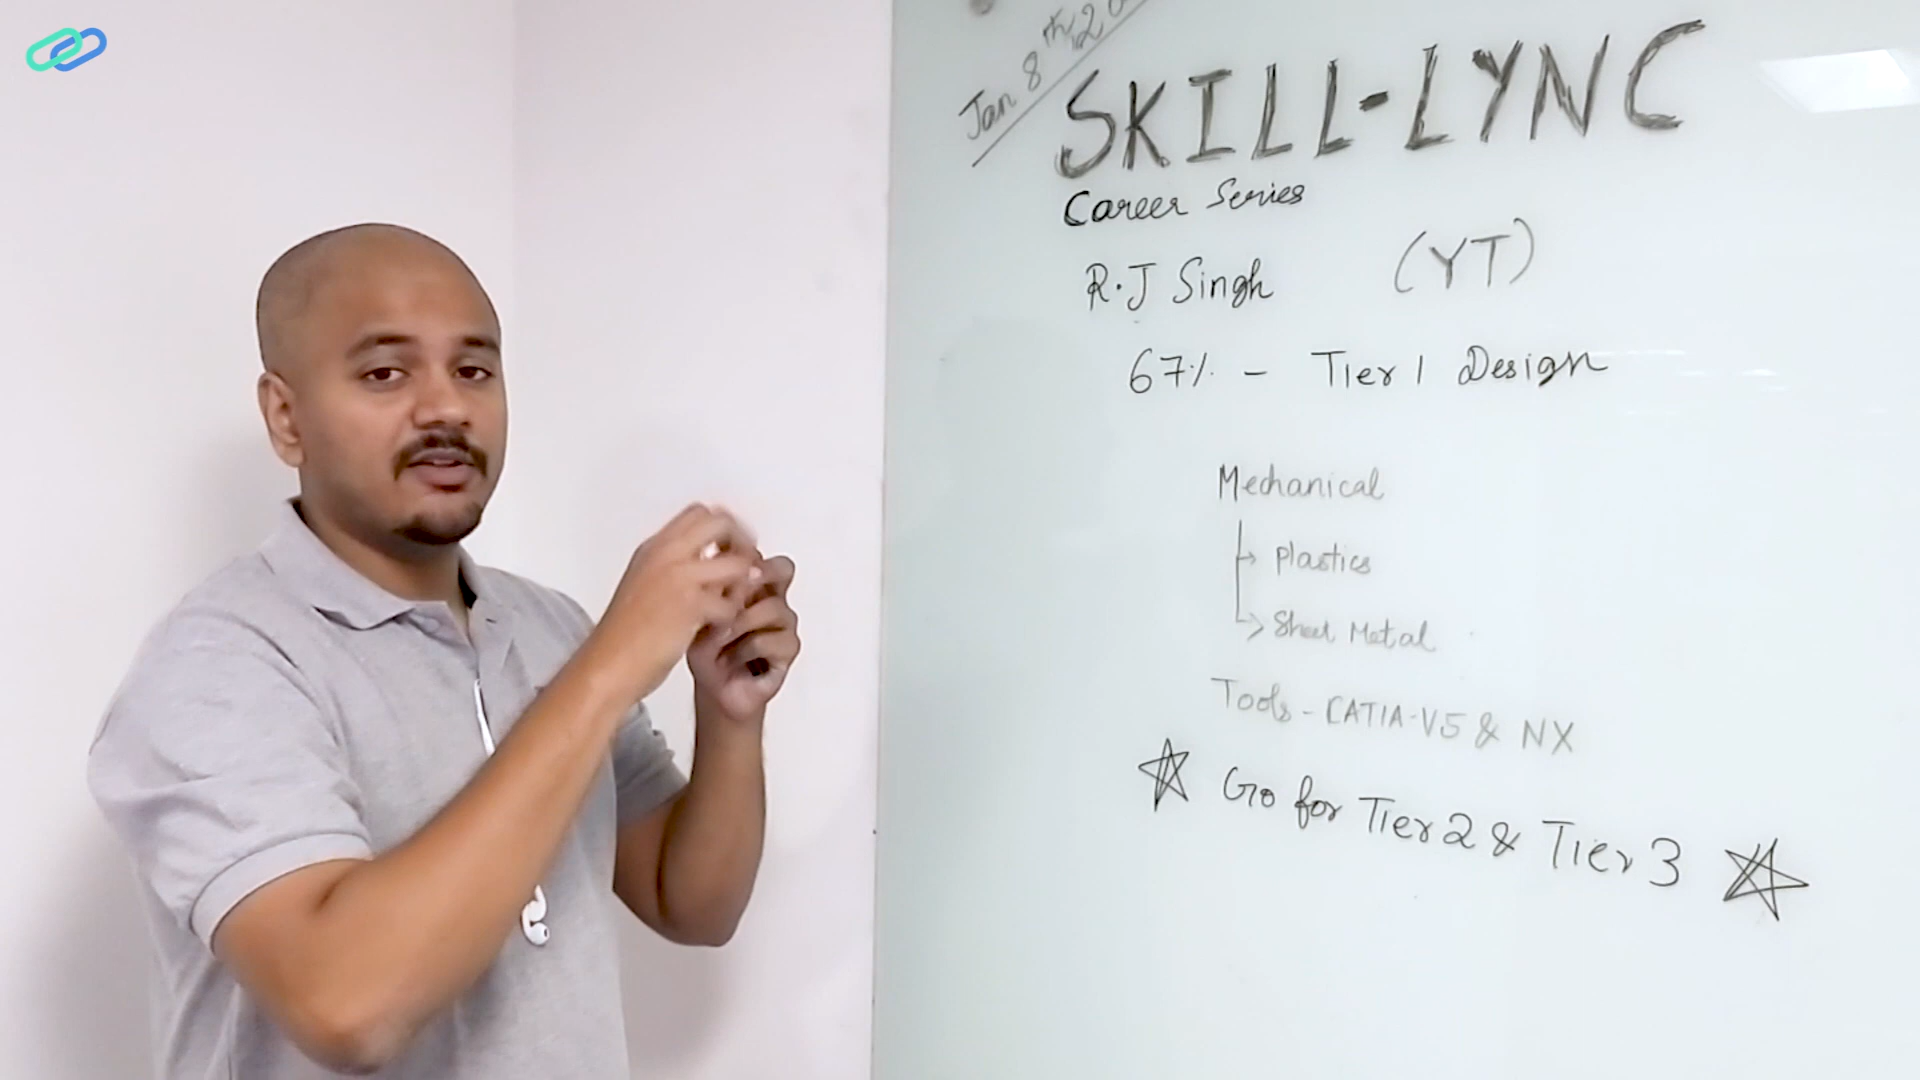 Jan 8th, 20
SKILL-LYNC
Career Series
R.J Singh (YT)
67% - Tier 1 Design
Mechanical
Plastics
Sheet Metal
Tools - CATIA-V5 & NX
Go for Tier 2 & Tier 3